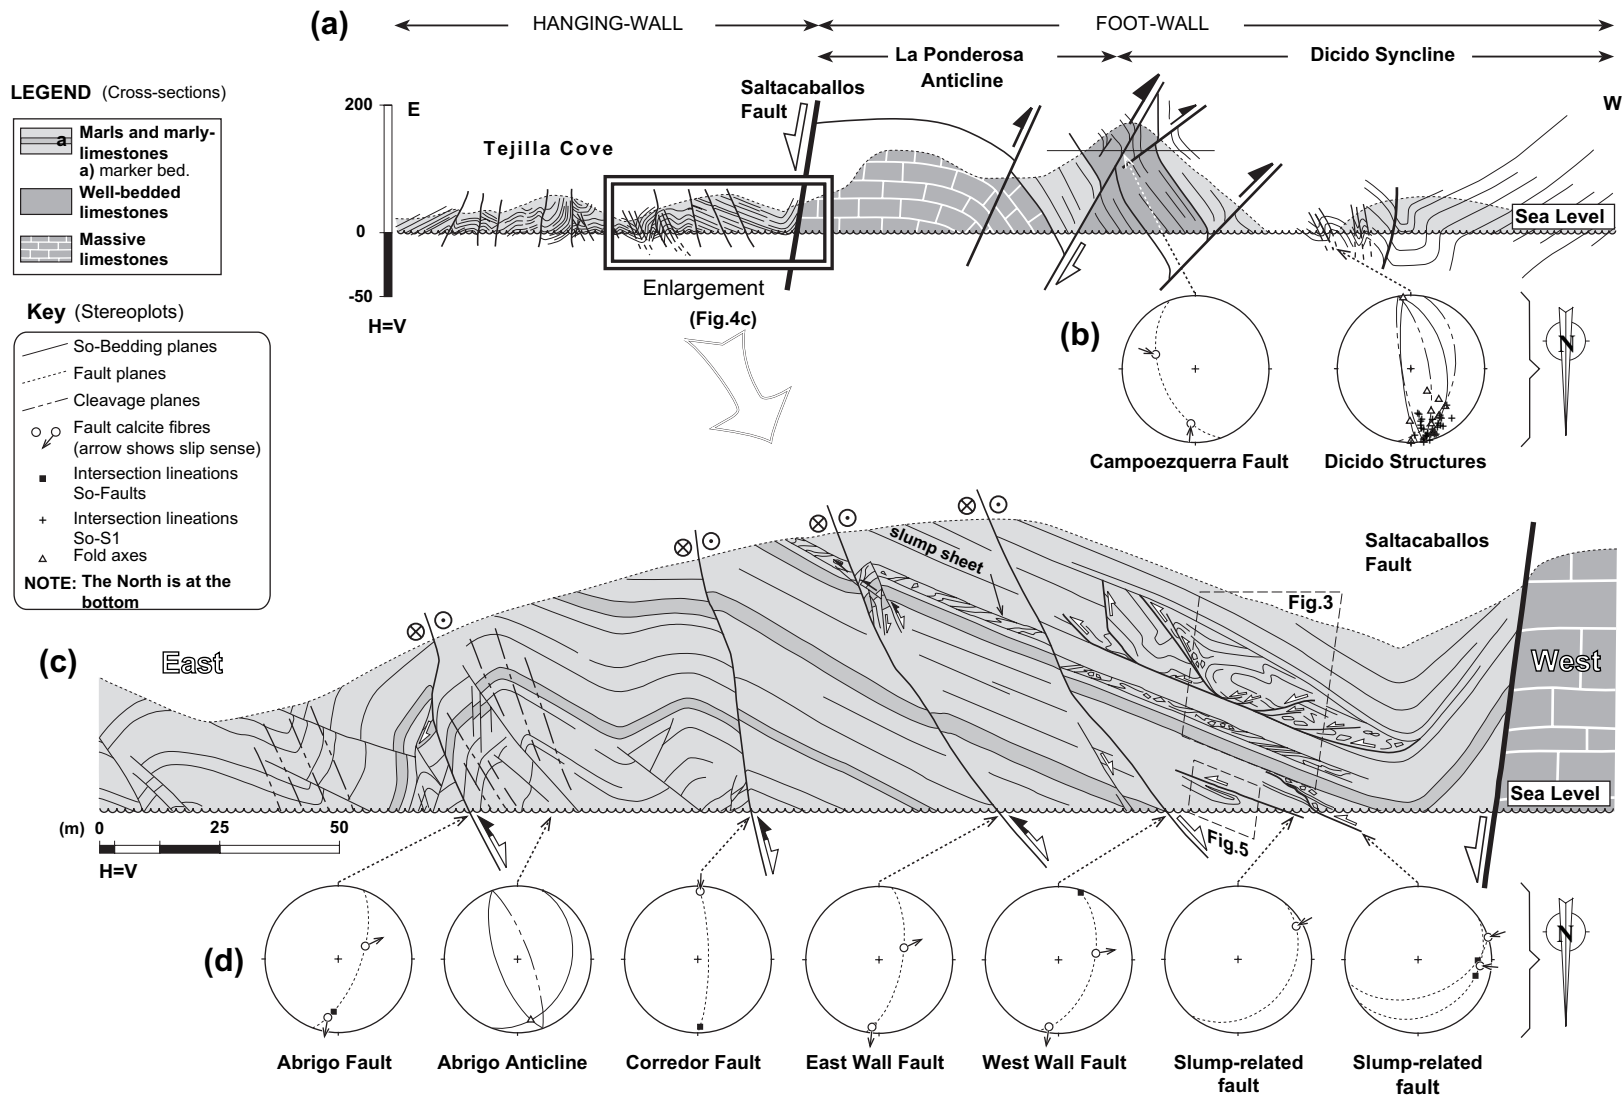 (a)
HANGING-WALL
FOOT-WALL
La Ponderosa
Anticline
Dicido Syncline
LEGEND (Cross-sections)
a
Marls and marly-
limestones
a) marker bed.
Well-bedded
limestones
Massive
limestones
200
E
W
Saltacaballos
Fault
Tejilla Cove
0
-50
H=V
Sea Level
Enlargement
(Fig.4c)
Key (Stereoplots)
So-Bedding planes
Fault planes
Cleavage planes
Fault calcite fibres
(arrow shows slip sense)
Intersection lineations
So-Faults
Intersection lineations
So-S1
Fold axes
NOTE: The North is at the
bottom
(b)
N
Campoezquerra Fault
Dicido Structures
(c)
East
slump sheet
Fig.3
Saltacaballos
Fault
West
Sea Level
Fig.5
(m) 0 25 50
H=V
(d)
N
Abrigo Fault
Abrigo Anticline
Corredor Fault
East Wall Fault
West Wall Fault
Slump-related
fault
Slump-related
fault